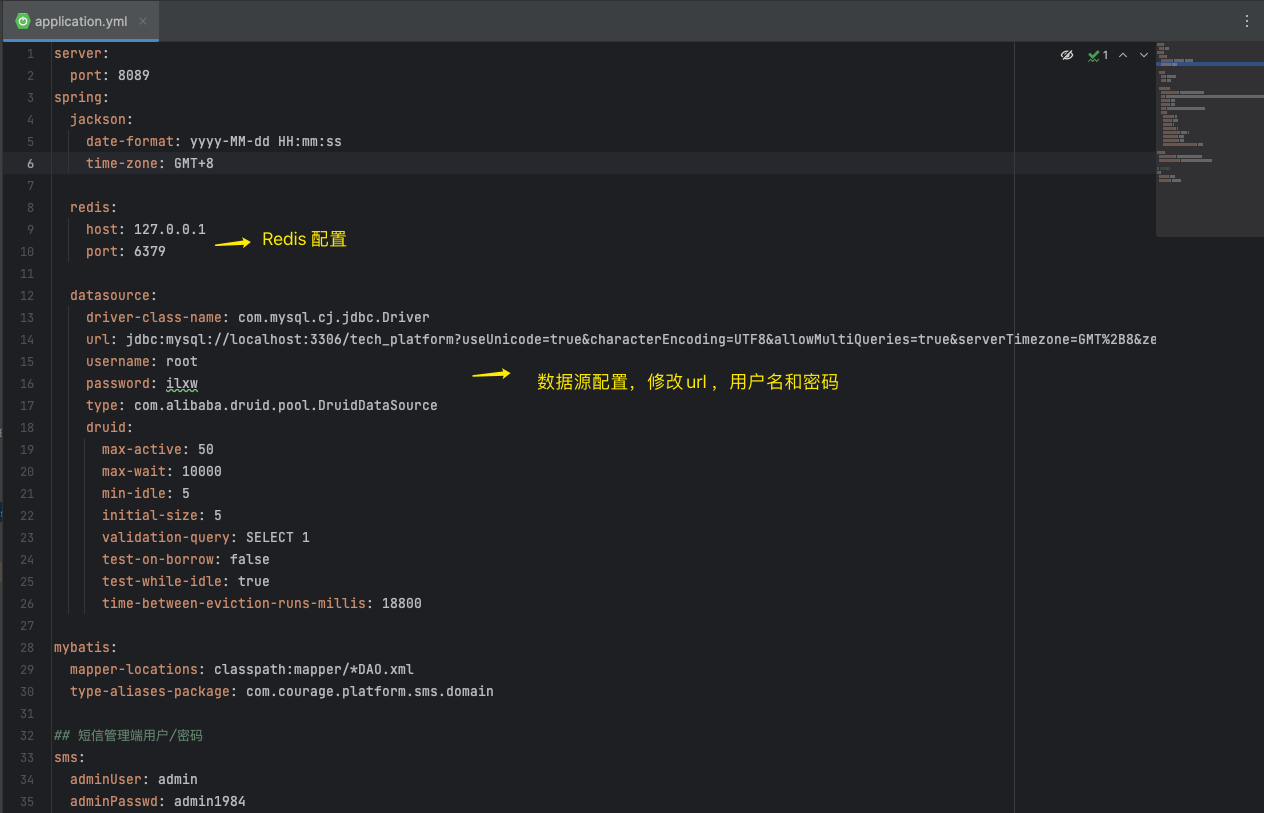 application.yml
1 server:
2 port: 8089
3 spring:
4 jackson:
5 date-format: yyyy-MM-dd HH:mm:ss
6 time-zone: GMT+8
7
8 redis:
9 host: 127.0.0.1
Redis 配置
10 port: 6379
11
12 datasource:
13 driver-class-name: com.mysql.cj.jdbc.Driver
14 url: jdbc:mysql://localhost:3306/tech_platform?useUnicode=true&characterEncoding=UTF8&allowMultiQueries=true&serverTimezone=GMT%2B8&ze
15 username: root
16 password: ilxw
数据源配置，修改url ，用户名和密码
17 type: com.alibaba.druid.pool.DruidDataSource
18 druid:
19 max-active: 50
20 max-wait: 10000
21 min-idle: 5
22 initial-size: 5
23 validation-query: SELECT 1
24 test-on-borrow: false
25 test-while-idle: true
26 time-between-eviction-runs-millis: 18800
27
28 mybatis:
29 mapper-locations: classpath:mapper/*DAO.xml
30 type-aliases-package: com.courage.platform.sms.domain
31
32 ## 短信管理端用户/密码
33 sms:
34 adminUser: admin
35 adminPasswd: admin1984
1